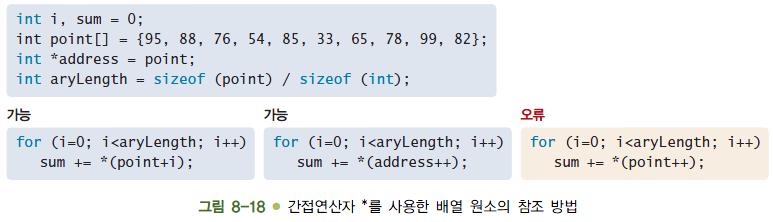 int i, sum = 0;
int point[] = {95, 88, 76, 54, 85, 33, 65, 78, 99, 82};
int *address = point;
int aryLength = sizeof (point) / sizeof (int);
가능
for (i=0; i<aryLength; i++)
sum += *(point+i);
가능
for (i=0; i<aryLength; i++)
sum += *(address++);
오류
for (i=0; i<aryLength; i++)
sum += *(point++);
그림 8-18 ● 간접연산자 *를 사용한 배열 원소의 참조 방법